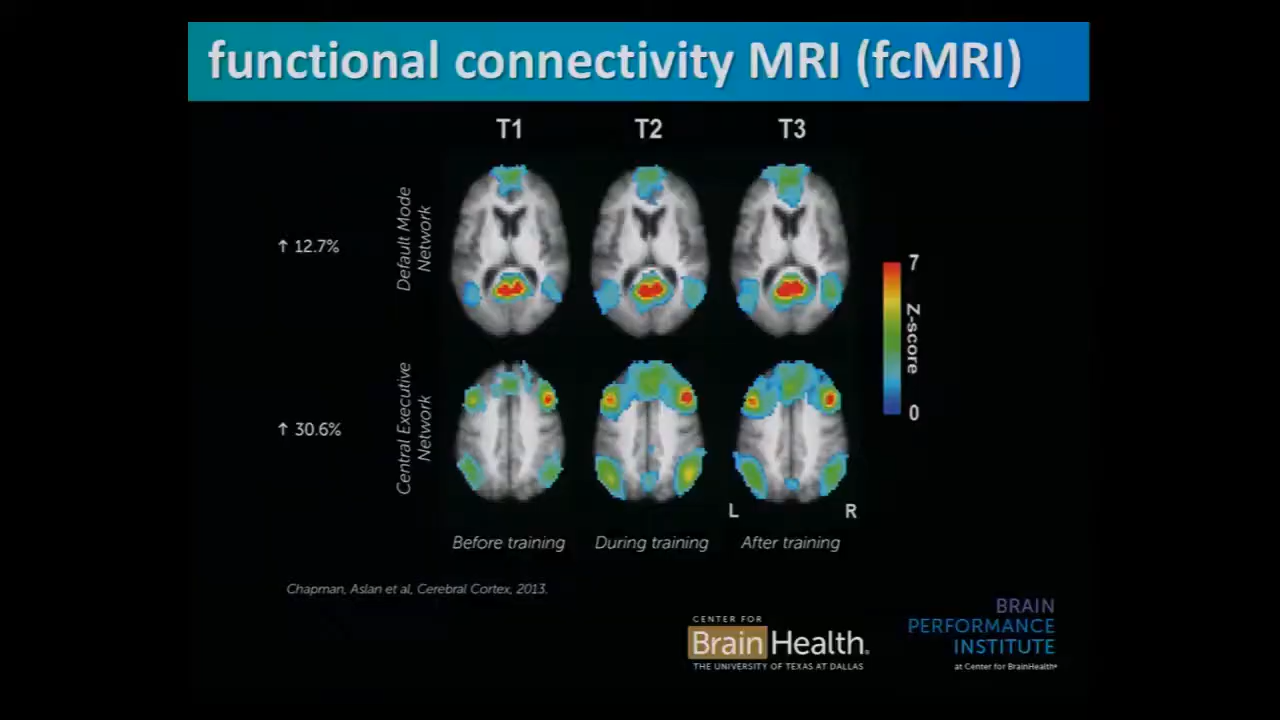 functional connectivity MRI (fcMRI)
T1
T2
T3
↑ 12.7%
Default Mode
Network
7
Z-score
0
↑ 30.6%
Central Executive
Network
L
R
Before training
During training
After training
Chapman, Aslan et al, Cerebral Cortex, 2013.
CENTER FOR
BrainHealth®
THE UNIVERSITY OF TEXAS AT DALLAS
BRAIN
PERFORMANCE
INSTITUTE
at Center for BrainHealth®